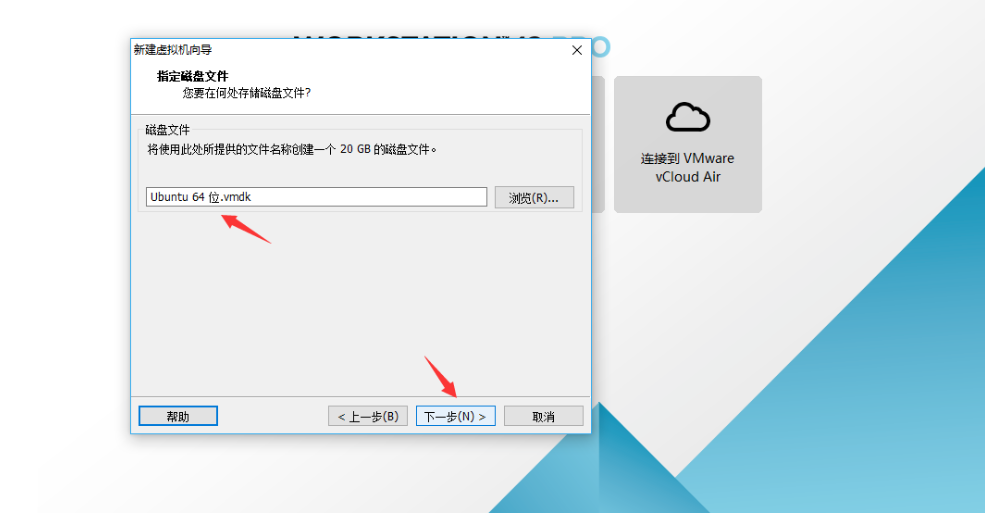 新建虚拟机向导
指定磁盘文件
您要在何处存储磁盘文件?
磁盘文件
将使用此处所提供的文件名称创建一个 20 GB 的磁盘文件。
Ubuntu 64 位.vmdk
浏览(R)...
帮助
< 上一步(B)
下一步(N) >
取消
连接到 VMware
vCloud Air